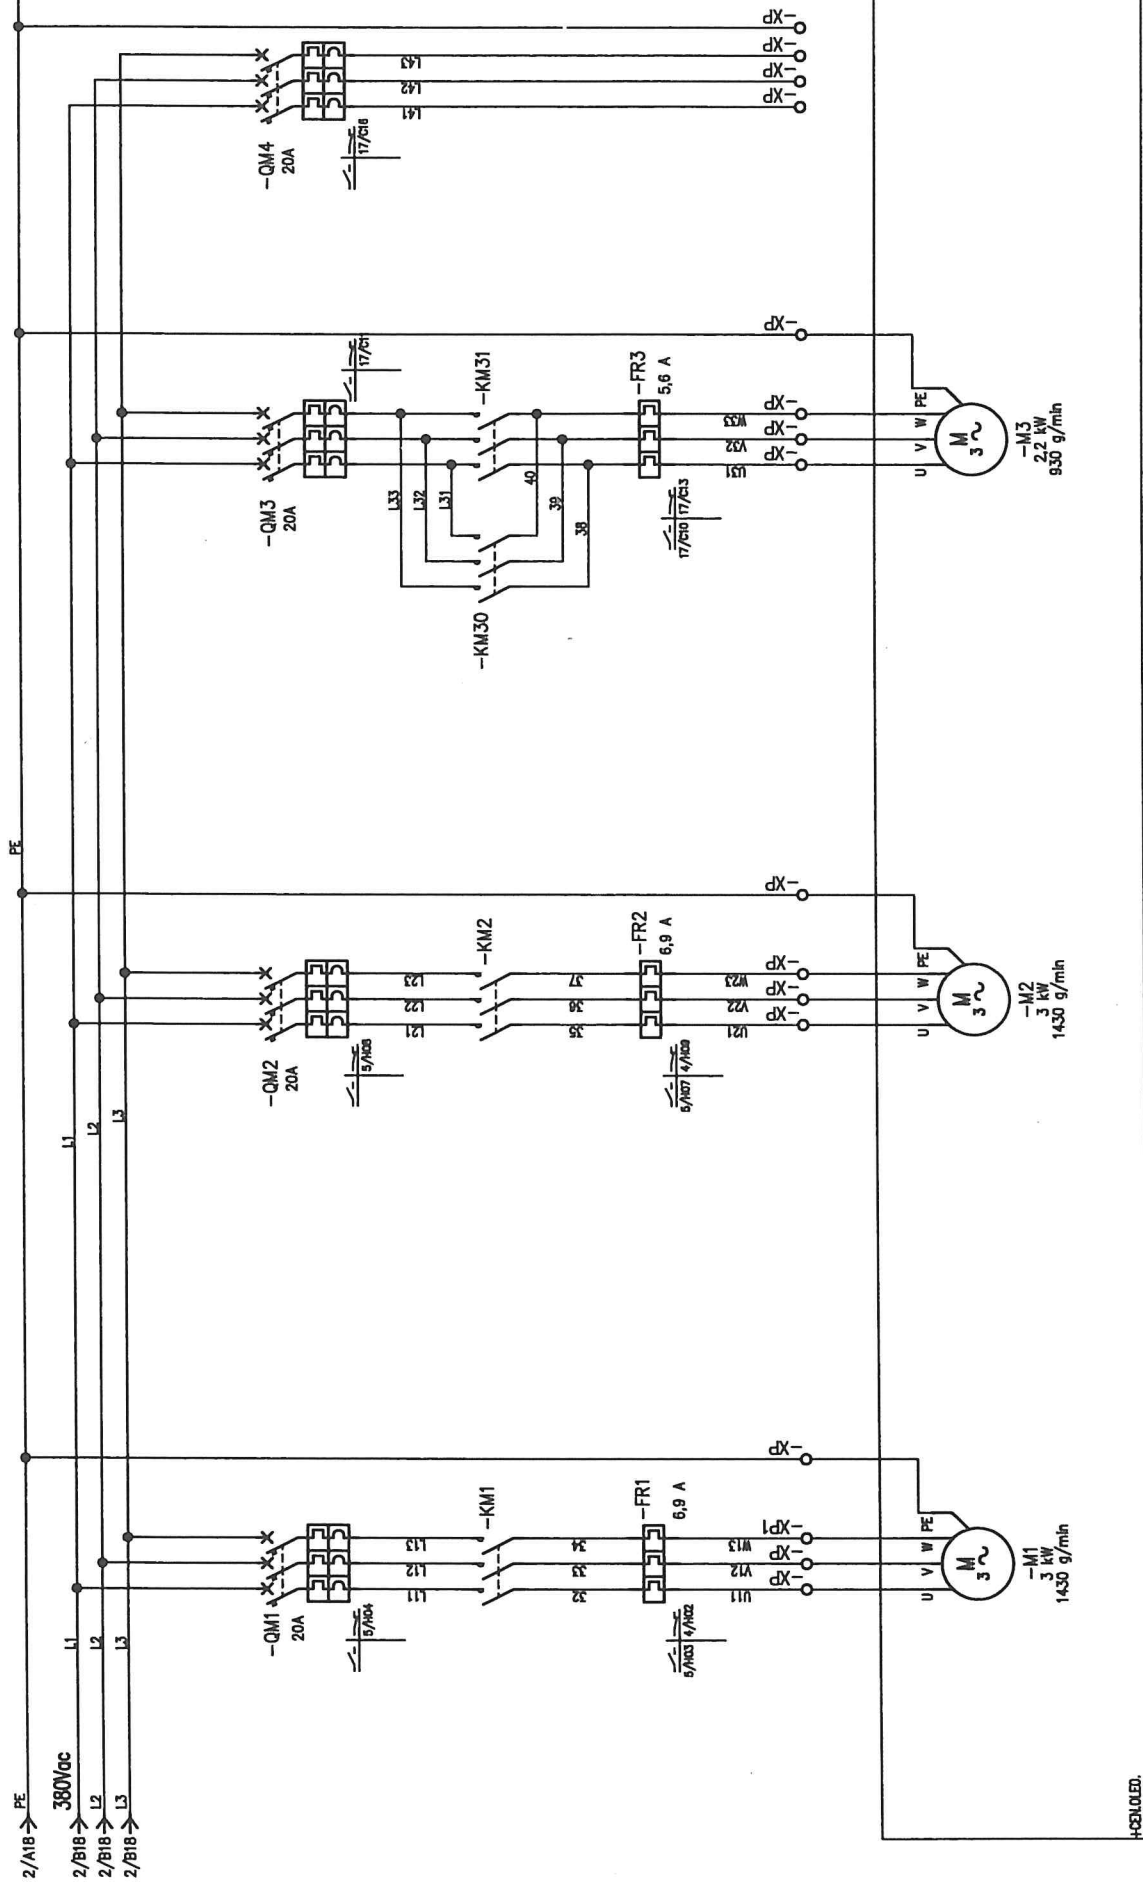 2/A18
PE
PE
380Vac
2/B18
L1
L1
2/B18
L2
L2
2/B18
L3
L3
-QM1
20A
5/H04
L11
L12
L13
-KM1
32
33
34
-FR1
6,9 A
5/H03
4/H02
U11
V12
W13
-XP
-XP
-XP1
-XP
U
V
W
PE
M
3~
-M1
3 kW
1430 g/min
-QM2
20A
5/H08
L21
L22
L23
-KM2
35
36
37
-FR2
6,9 A
5/H07
4/H09
U21
V22
W23
-XP
-XP
-XP
-XP
U
V
W
PE
M
3~
-M2
3 kW
1430 g/min
-QM3
20A
L33
L32
L31
-KM30
-KM31
40
39
38
-FR3
5,6 A
17/C10
17/C13
U31
V32
W33
-XP
-XP
-XP
-XP
U
V
W
PE
M
3~
-M3
2,2 kW
930 g/min
-QM4
20A
17/C16
L41
L42
L43
-XP
-XP
-XP
-XP